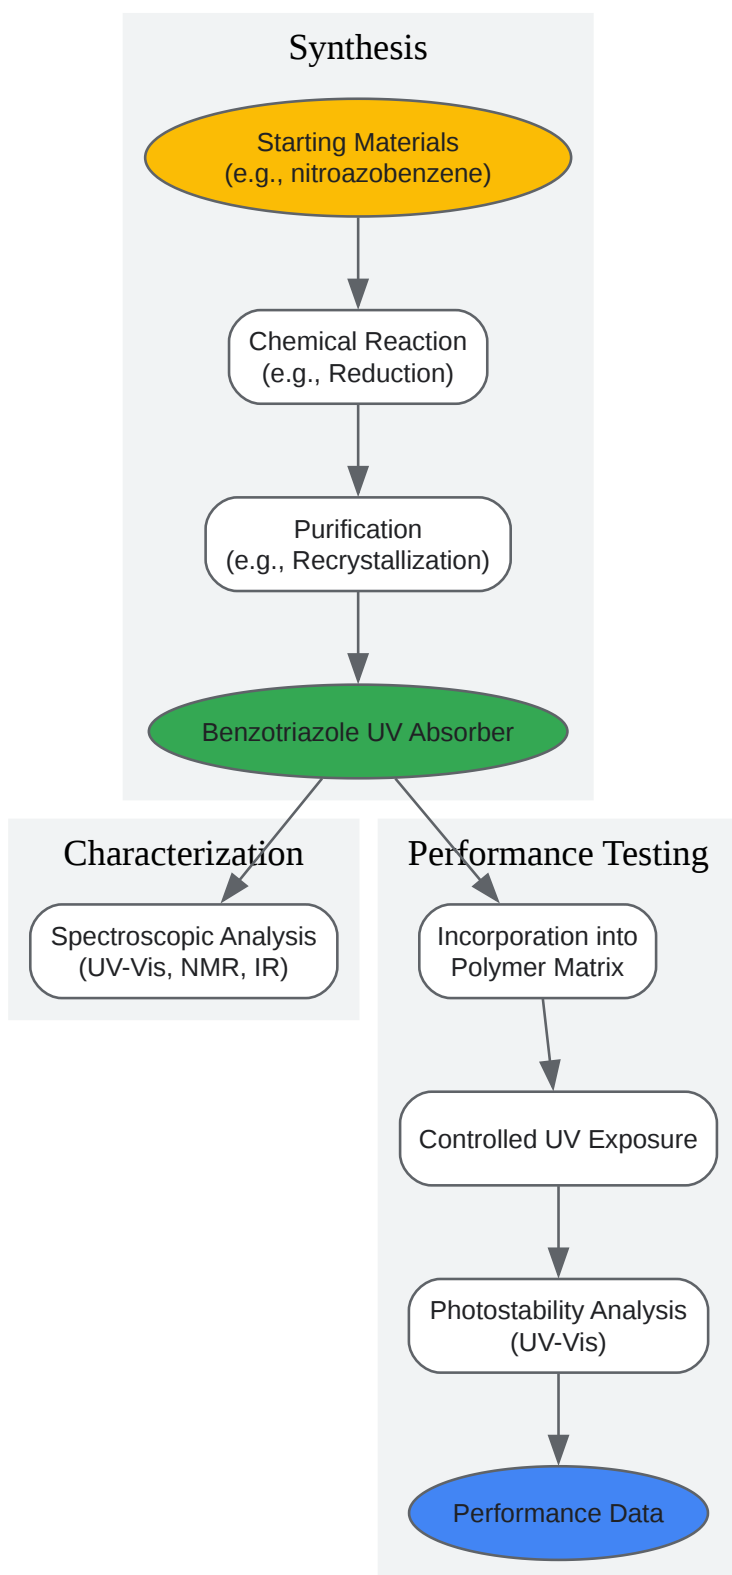 Synthesis
Starting Materials
(e.g., nitroazobenzene)
Chemical Reaction
(e.g., Reduction)
Purification
(e.g., Recrystallization)
Benzotriazole UV Absorber
Characterization
Spectroscopic Analysis
(UV-Vis, NMR, IR)
Performance Testing
Incorporation into
Polymer Matrix
Controlled UV Exposure
Photostability Analysis
(UV-Vis)
Performance Data